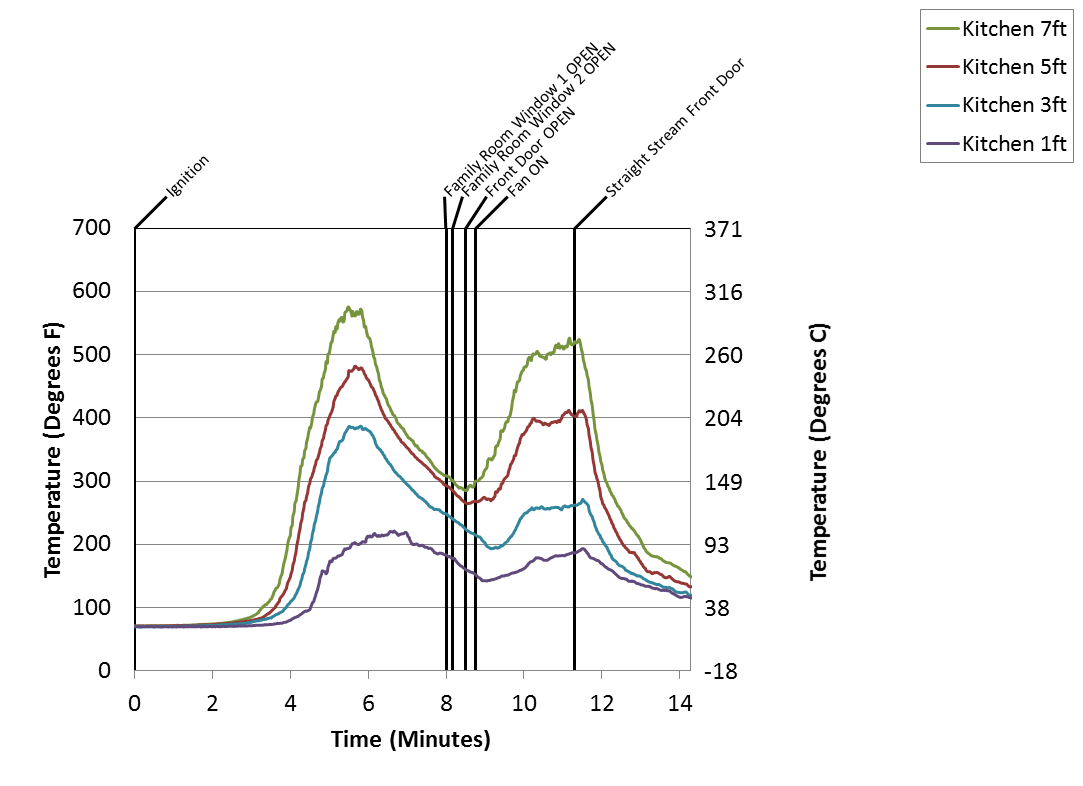 Kitchen 7ft
Kitchen 5ft
Kitchen 3ft
Kitchen 1ft
Ignition
Family Room Window 1 OPEN
Family Room Window 2 OPEN
Front Door OPEN
Fan ON
Straight Stream Front Door
Temperature (Degrees F)
700
600
500
400
300
200
100
0
371
316
260
204
149
93
38
-18
Temperature (Degrees C)
0 2 4 6 8 10 12 14
Time (Minutes)